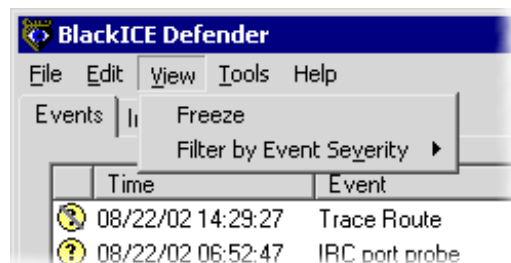 BlackICE Defender
File Edit View Tools Help
Events
Freeze
Filter by Event Severity
Time Event
08/22/02 14:29:27 Trace Route
08/22/02 06:52:47 IRC port probe